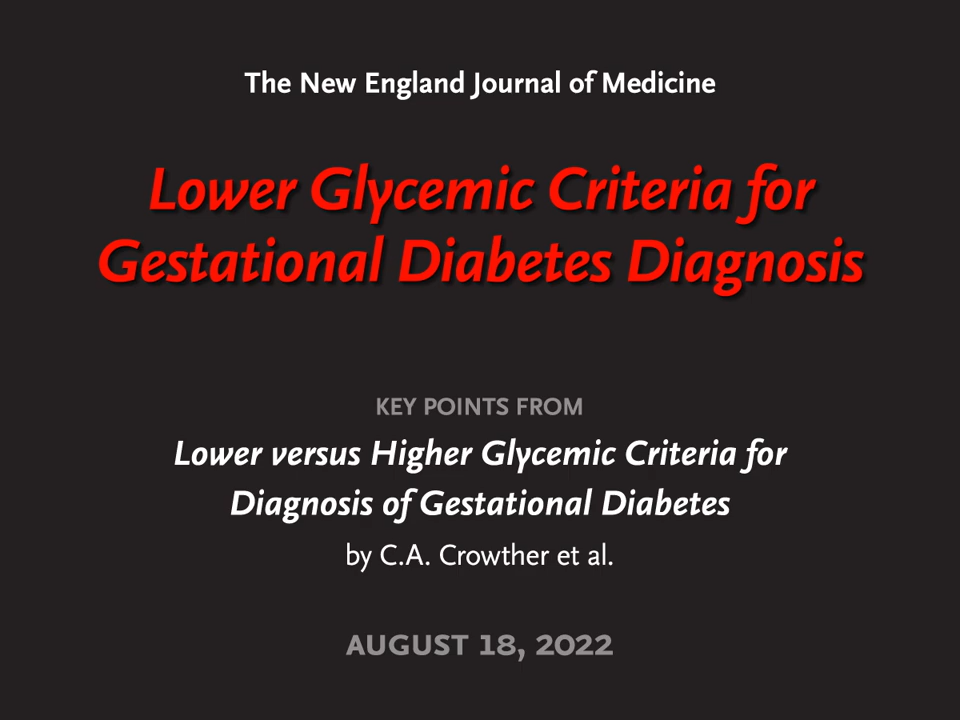 The New England Journal of Medicine
Lower Glycemic Criteria for
Gestational Diabetes Diagnosis
KEY POINTS FROM
Lower versus Higher Glycemic Criteria for
Diagnosis of Gestational Diabetes
by C.A. Crowther et al.
AUGUST 18, 2022